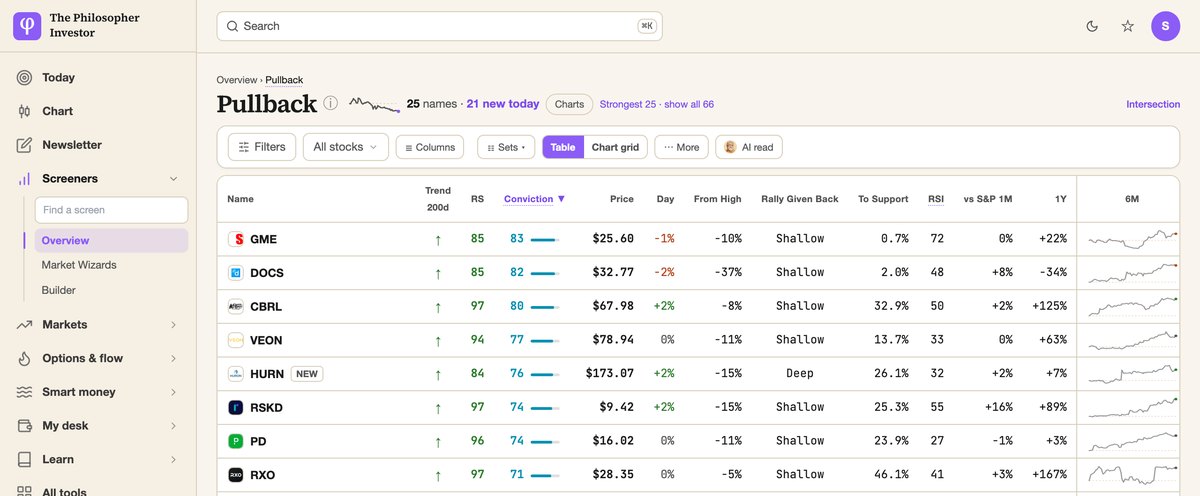 The Philosopher
Investor
Search
⌘K
S
Today
Chart
Newsletter
Screeners
Find a screen
Overview
Market Wizards
Builder
Markets
Options & flow
Smart money
My desk
Learn
All tools
Overview › Pullback
Pullback 25 names · 21 new today Charts Strongest 25 · show all 66 Intersection
Filters All stocks Columns Sets Table Chart grid More AI read
Name Trend 200d RS Conviction ▼ Price Day From High Rally Given Back To Support RSI vs S&P 1M 1Y 6M
GME ↑ 85 83 $25.60 -1% -10% Shallow 0.7% 72 0% +22%
DOCS ↑ 85 82 $32.77 -2% -37% Shallow 2.0% 48 +8% -34%
CBRL ↑ 97 80 $67.98 +2% -8% Shallow 32.9% 50 +2% +125%
VEON ↑ 94 77 $78.94 0% -11% Shallow 13.7% 33 0% +63%
HURN NEW ↑ 84 76 $173.07 +2% -15% Deep 26.1% 32 +2% +7%
RSKD ↑ 97 74 $9.42 +2% -15% Shallow 25.3% 55 +16% +89%
PD ↑ 96 74 $16.02 0% -11% Shallow 23.9% 27 -1% +3%
RXO RXO ↑ 97 71 $28.35 0% -5% Shallow 46.1% 41 +3% +167%